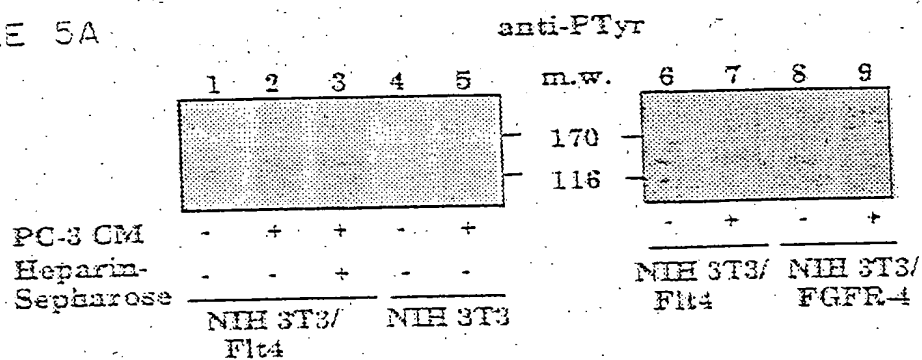 E 5A
anti-PTyr
1 2 3 4 5 m.w. 6 7 8 9
170
116
PC-3 CM - + + - + - + - +
Heparin-
Sepharose - - + - -
NIH 3T3/
Flt4
NIH 3T3
NIH 3T3/
Flt4
NIH 3T3/
FGFR-4